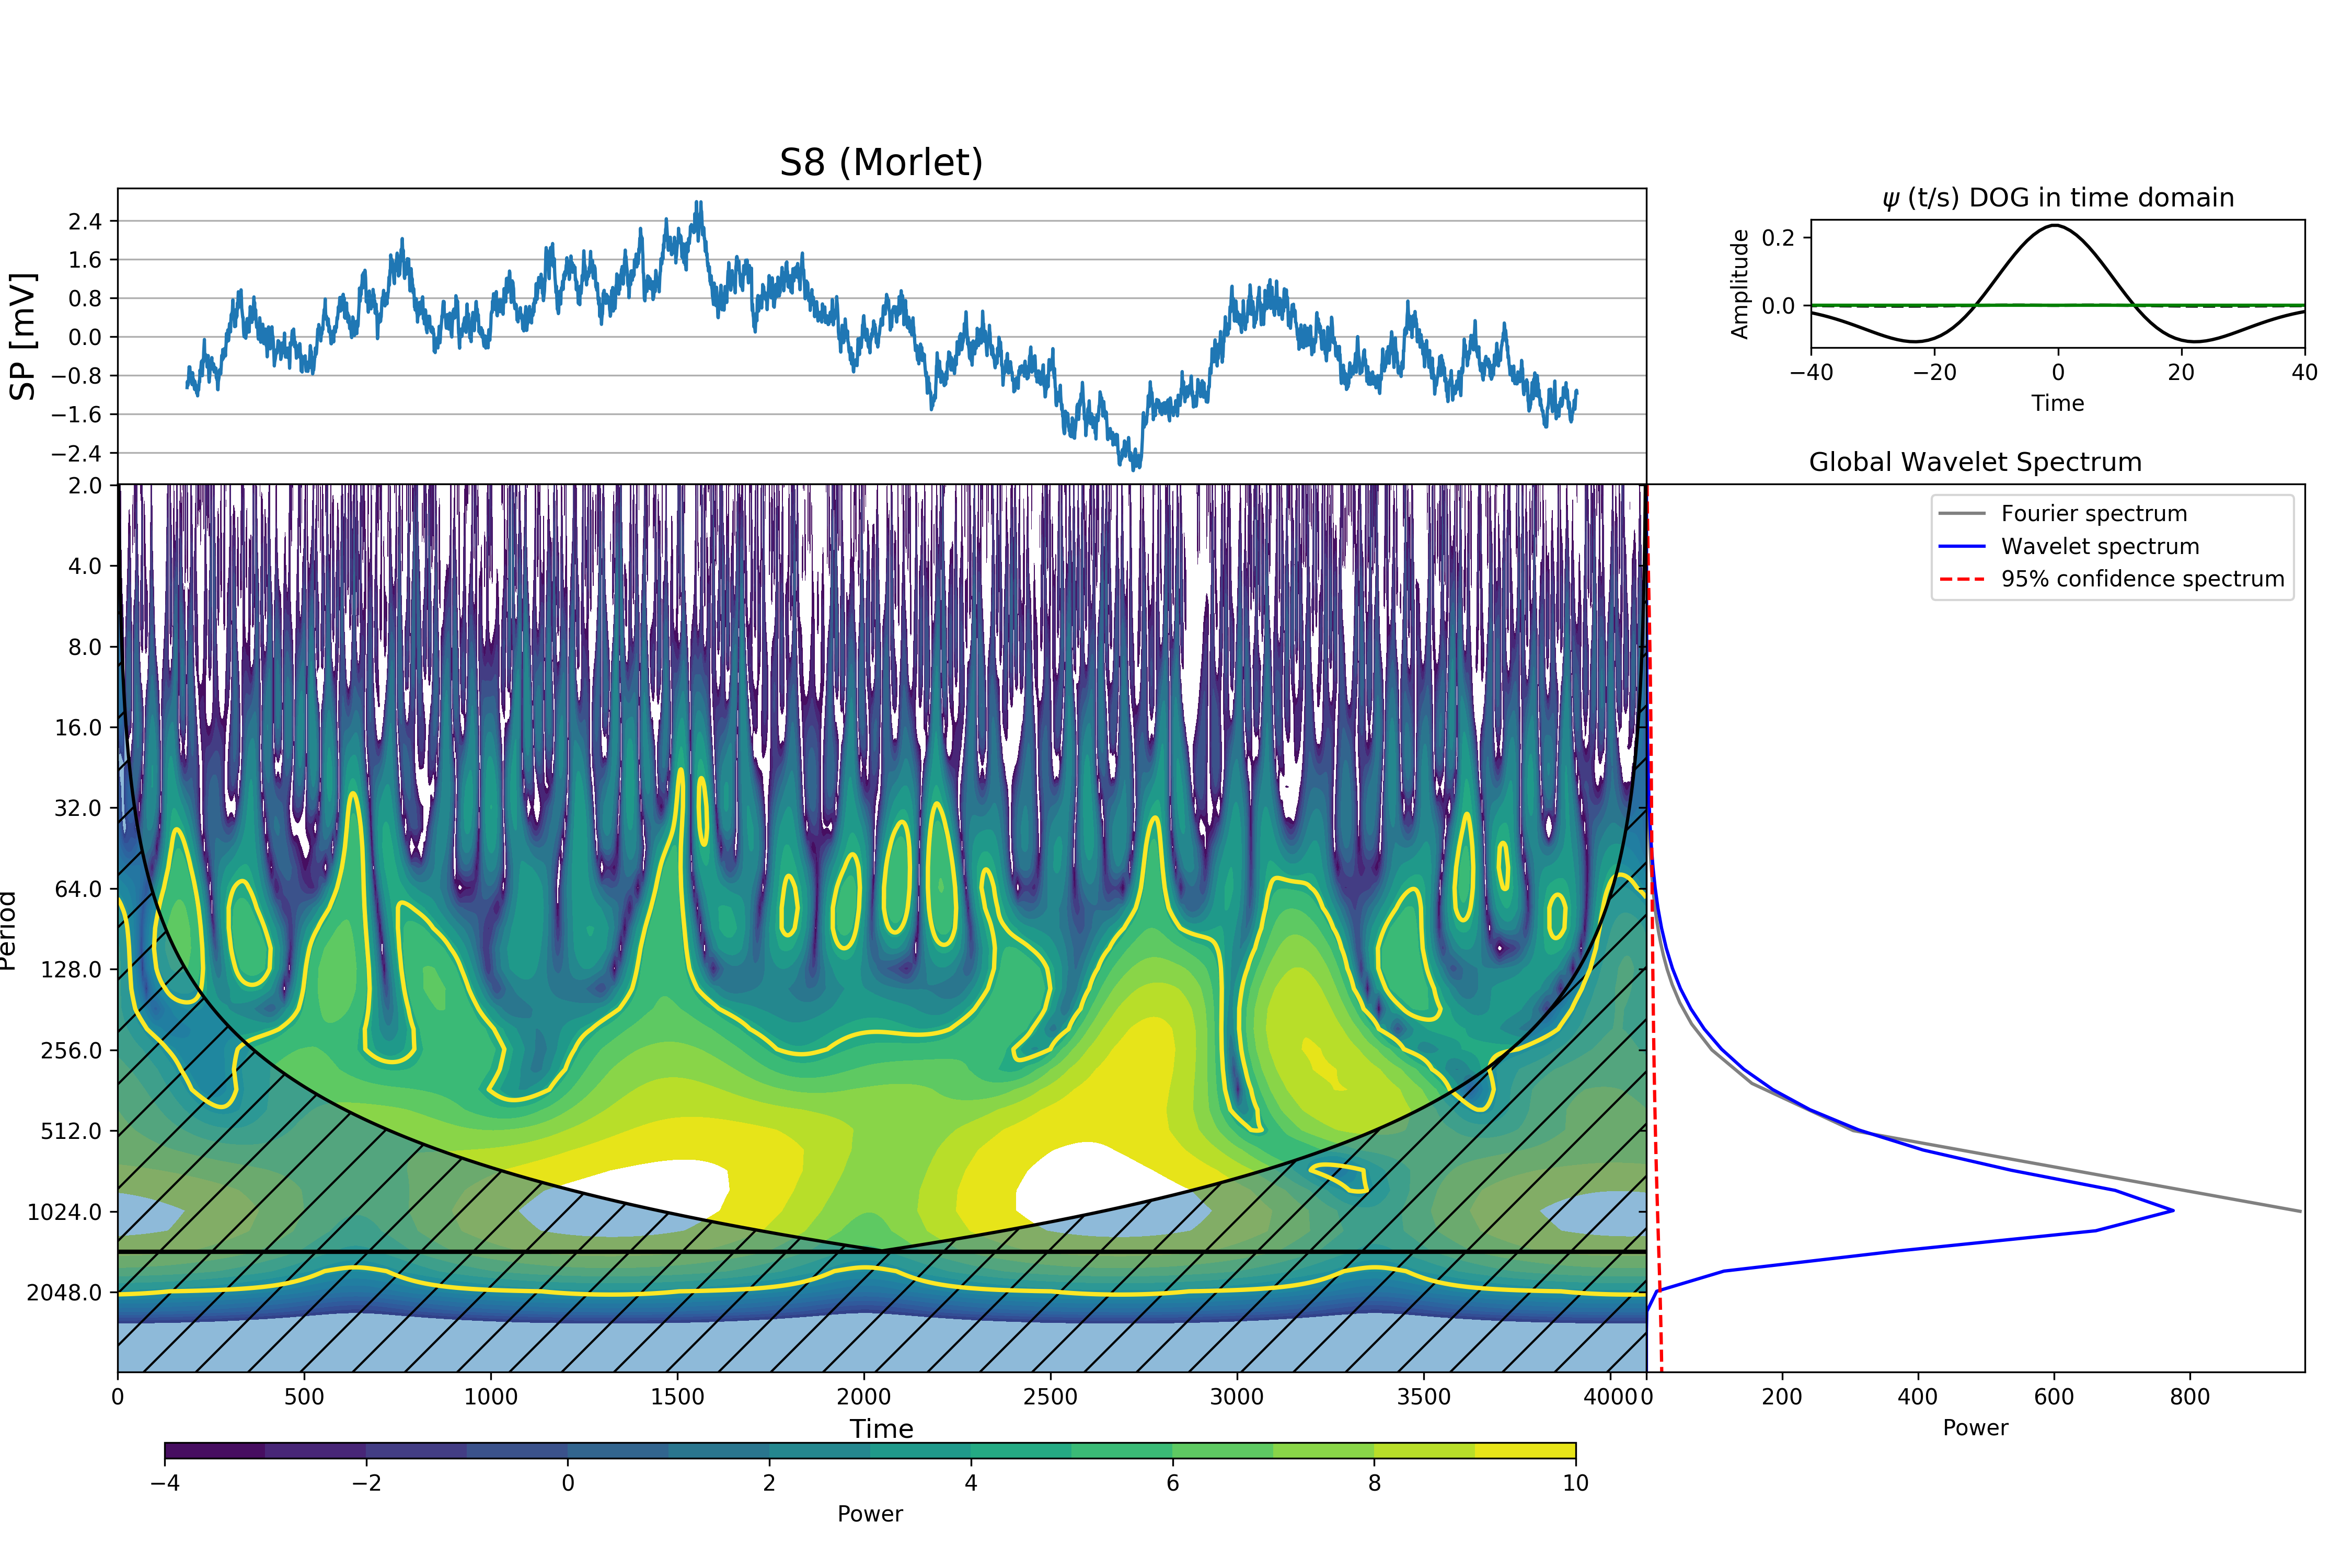 S8 (Morlet)
SP [mV]
2.4
1.6
0.8
0.0
−0.8
−1.6
−2.4
ψ (t/s) DOG in time domain
Amplitude
0.2
0.0
−40 −20 0 20 40
Time
Period
2.0
4.0
8.0
16.0
32.0
64.0
128.0
256.0
512.0
1024.0
2048.0
0 500 1000 1500 2000 2500 3000 3500 4000
Time
Global Wavelet Spectrum
Fourier spectrum
Wavelet spectrum
95% confidence spectrum
0 200 400 600 800
Power
−4 −2 0 2 4 6 8 10
Power